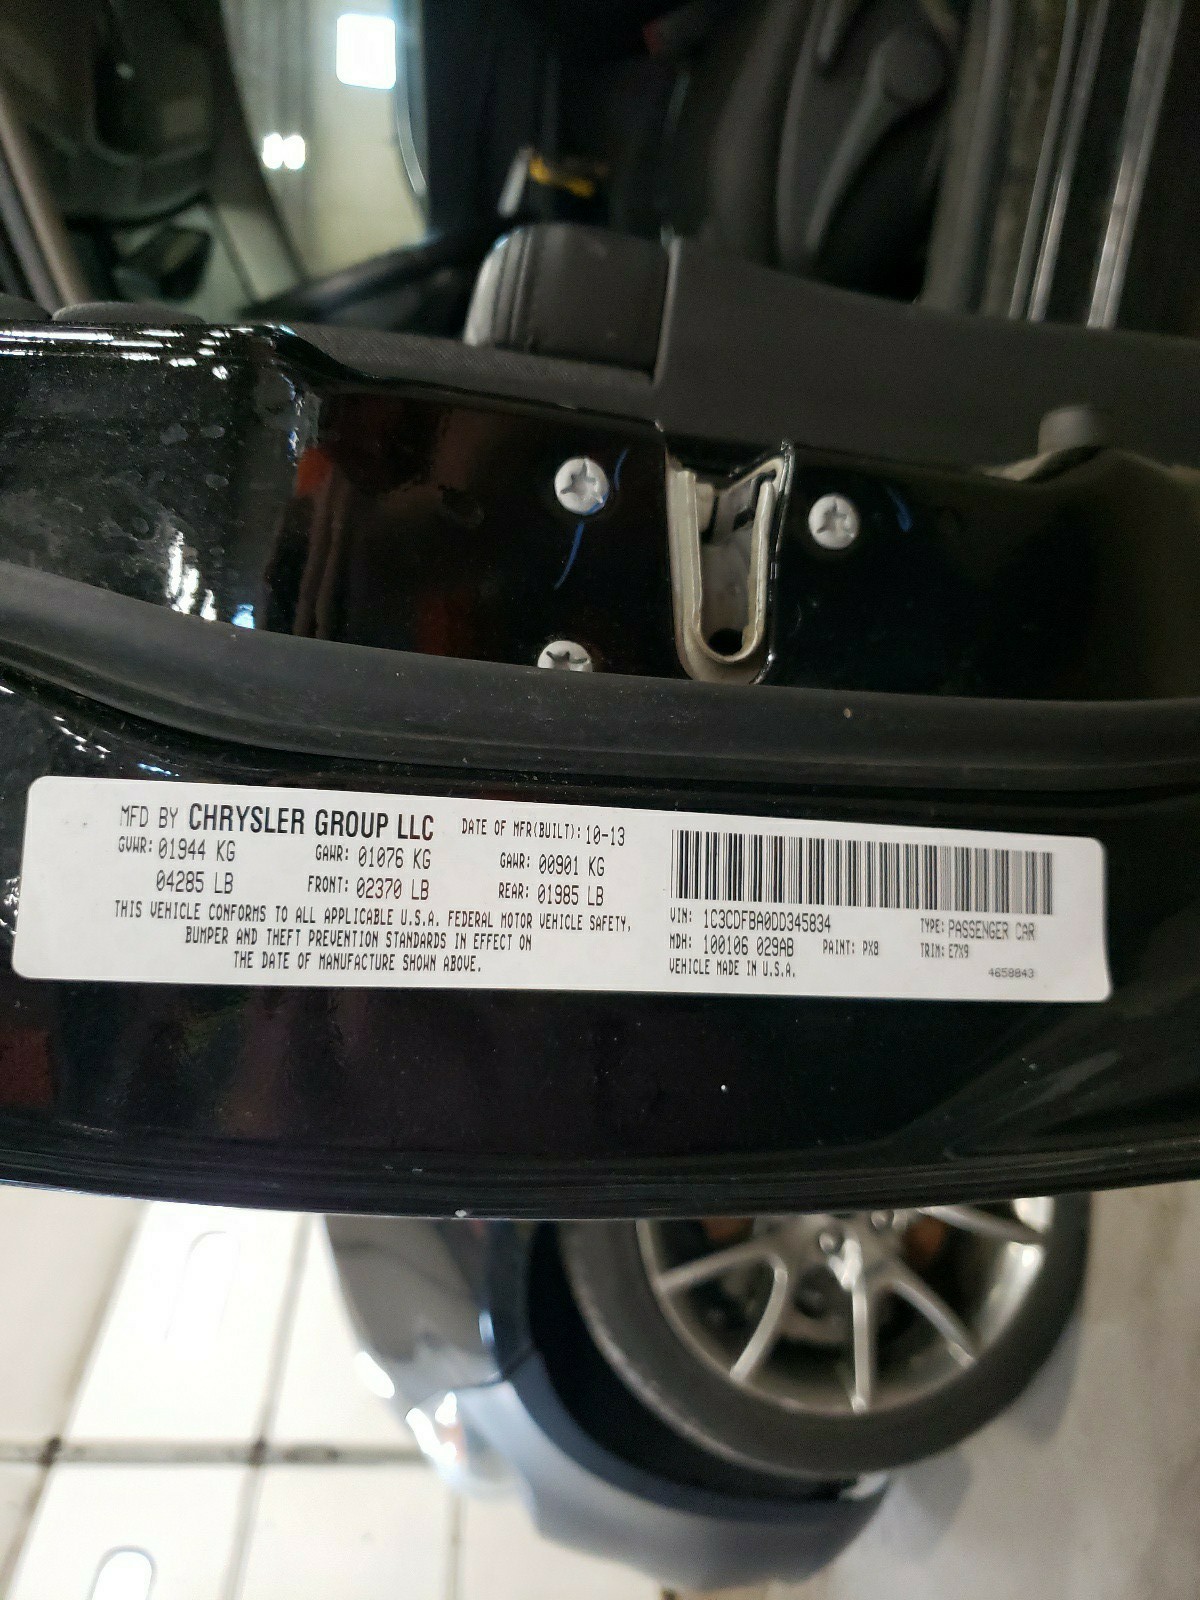 MFD BY CHRYSLER GROUP LLC DATE OF MFR(BUILT): 10-13
GVWR: 01944 KG GAWR: 01076 KG GAWR: 00901 KG
04285 LB FRONT: 02370 LB REAR: 01985 LB
THIS VEHICLE CONFORMS TO ALL APPLICABLE U.S.A. FEDERAL MOTOR VEHICLE SAFETY,
BUMPER AND THEFT PREVENTION STANDARDS IN EFFECT ON
THE DATE OF MANUFACTURE SHOWN ABOVE.
VIN: 1C3CDFBA0DD345834 TYPE: PASSENGER CAR
MDH: 100106 029AB PAINT: PX8 TRIM: E7X9
VEHICLE MADE IN U.S.A. 4658843